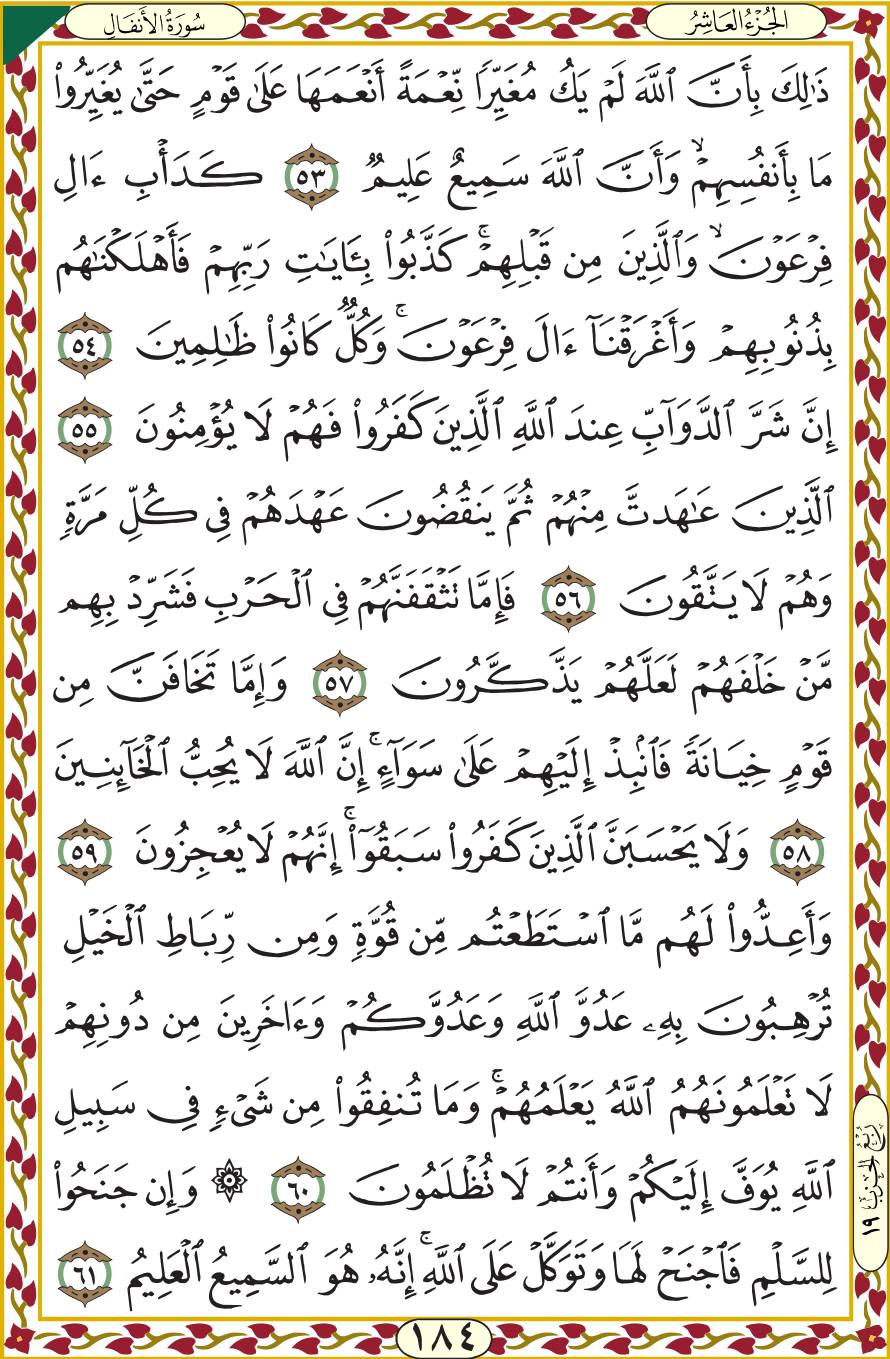 الجُزْءُ العَاشِرُ
سُورَةُ الأَنفَالِ
ذَٰلِكَ بِأَنَّ ٱللَّهَ لَمْ يَكُ مُغَيِّرًا نِّعْمَةً أَنْعَمَهَا عَلَىٰ قَوْمٍ حَتَّىٰ يُغَيِّرُوا۟
مَا بِأَنفُسِهِمْ ۙ وَأَنَّ ٱللَّهَ سَمِيعٌ عَلِيمٌ ٥٣ كَدَأْبِ ءَالِ
فِرْعَوْنَ ۙ وَٱلَّذِينَ مِن قَبْلِهِمْ ۚ كَذَّبُوا۟ بِـَٔايَـٰتِ رَبِّهِمْ فَأَهْلَكْنَـٰهُم
بِذُنُوبِهِمْ وَأَغْرَقْنَآ ءَالَ فِرْعَوْنَ ۚ وَكُلٌّ كَانُوا۟ ظَـٰلِمِينَ ٥٤
إِنَّ شَرَّ ٱلدَّوَآبِّ عِندَ ٱللَّهِ ٱلَّذِينَ كَفَرُوا۟ فَهُمْ لَا يُؤْمِنُونَ ٥٥
ٱلَّذِينَ عَـٰهَدتَّ مِنْهُمْ ثُمَّ يَنقُضُونَ عَهْدَهُمْ فِى كُلِّ مَرَّةٍ
وَهُمْ لَا يَتَّقُونَ ٥٦ فَإِمَّا تَثْقَفَنَّهُمْ فِى ٱلْحَرْبِ فَشَرِّدْ بِهِم
مَّنْ خَلْفَهُمْ لَعَلَّهُمْ يَذَّكَّرُونَ ٥٧ وَإِمَّا تَخَافَنَّ مِن
قَوْمٍ خِيَانَةً فَٱنۢبِذْ إِلَيْهِمْ عَلَىٰ سَوَآءٍ ۚ إِنَّ ٱللَّهَ لَا يُحِبُّ ٱلْخَآئِنِينَ
٥٨ وَلَا يَحْسَبَنَّ ٱلَّذِينَ كَفَرُوا۟ سَبَقُوٓا۟ ۚ إِنَّهُمْ لَا يُعْجِزُونَ ٥٩
وَأَعِدُّوا۟ لَهُم مَّا ٱسْتَطَعْتُم مِّن قُوَّةٍ وَمِن رِّبَاطِ ٱلْخَيْلِ
تُرْهِبُونَ بِهِۦ عَدُوَّ ٱللَّهِ وَعَدُوَّكُمْ وَءَاخَرِينَ مِن دُونِهِمْ
لَا تَعْلَمُونَهُمُ ٱللَّهُ يَعْلَمُهُمْ ۚ وَمَا تُنفِقُوا۟ مِن شَىْءٍ فِى سَبِيلِ
ٱللَّهِ يُوَفَّ إِلَيْكُمْ وَأَنتُمْ لَا تُظْلَمُونَ ٦٠ ۞ وَإِن جَنَحُوا۟
لِلسَّلْمِ فَٱجْنَحْ لَهَا وَتَوَكَّلْ عَلَى ٱللَّهِ ۚ إِنَّهُۥ هُوَ ٱلسَّمِيعُ ٱلْعَلِيمُ ٦١
رُبْعُ الحِزْبِ ١٩
١٨٤